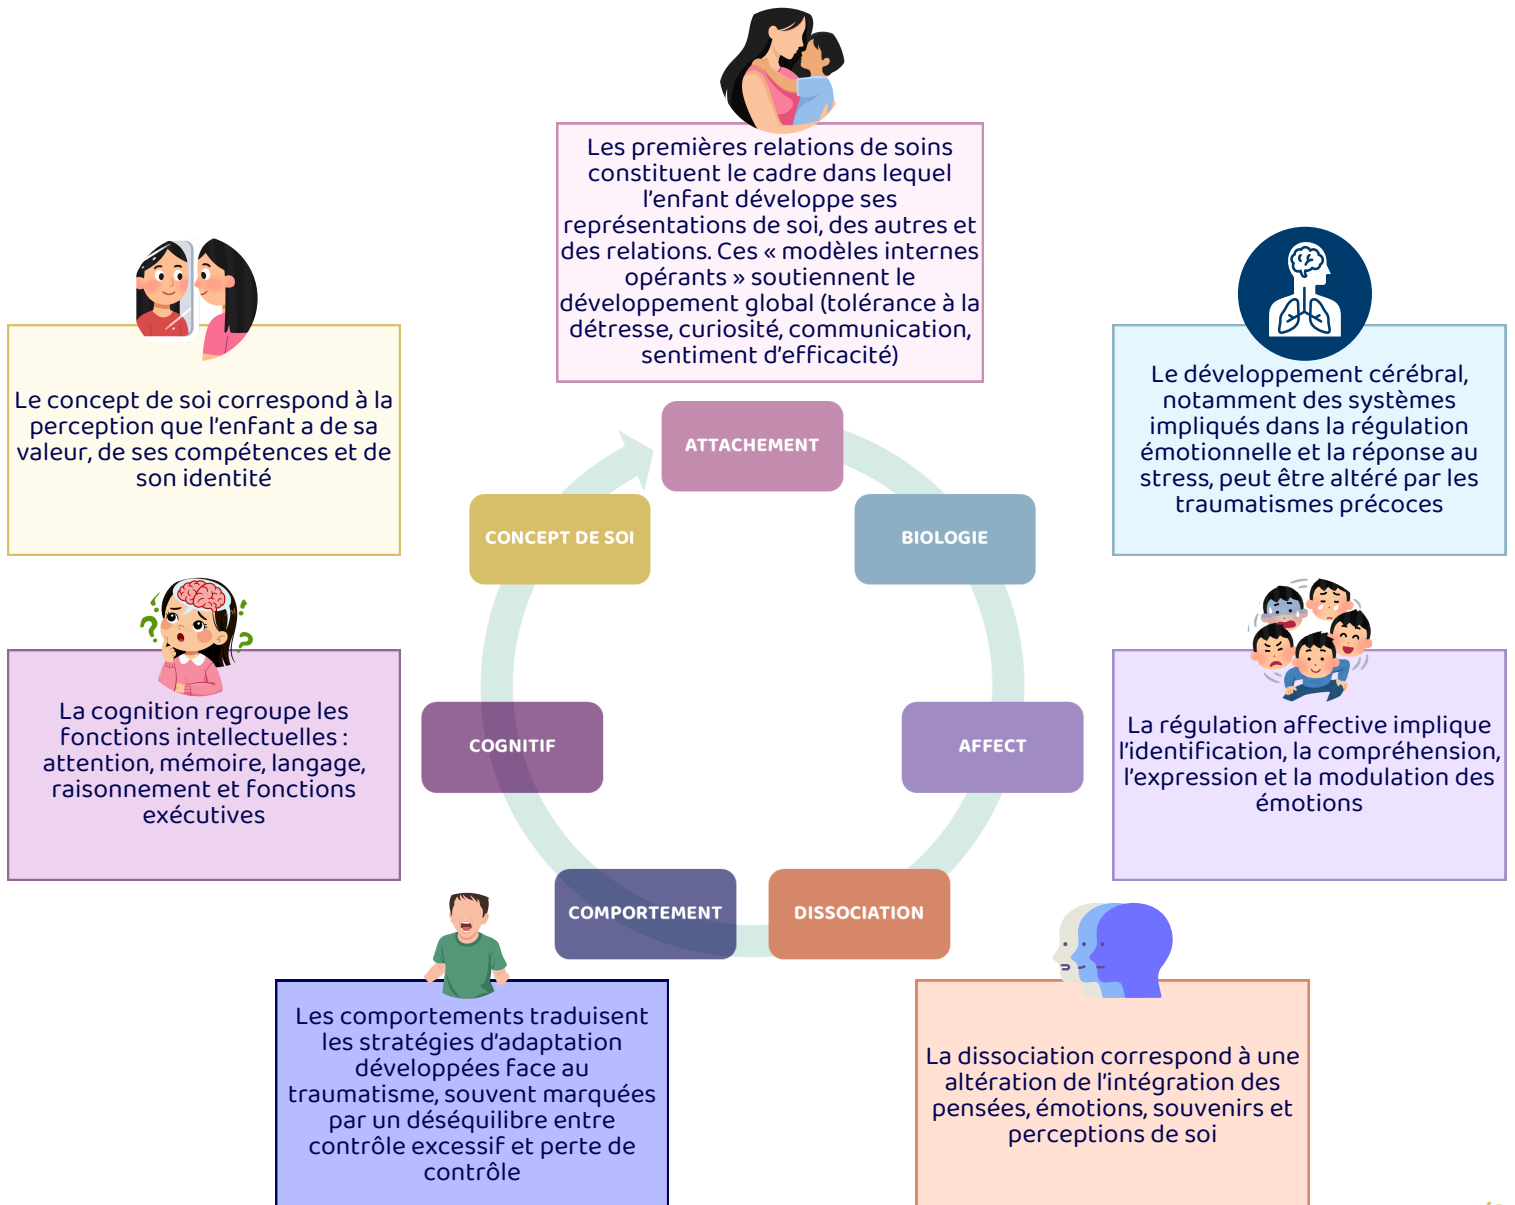 Les premières relations de soins
constituent le cadre dans lequel
l'enfant développe ses
représentations de soi, des autres et
des relations. Ces « modèles internes
opérants » soutiennent le
développement global (tolérance à la
détresse, curiosité, communication,
sentiment d'efficacité)
Le concept de soi correspond à la
perception que l'enfant a de sa
valeur, de ses compétences et de
son identité
Le développement cérébral,
notamment des systèmes
impliqués dans la régulation
émotionnelle et la réponse au
stress, peut être altéré par les
traumatismes précoces
ATTACHEMENT
CONCEPT DE SOI
BIOLOGIE
La cognition regroupe les
fonctions intellectuelles :
attention, mémoire, langage,
raisonnement et fonctions
exécutives
COGNITIF
AFFECT
La régulation affective implique
l'identification, la compréhension,
l'expression et la modulation des
émotions
COMPORTEMENT
DISSOCIATION
Les comportements traduisent
les stratégies d'adaptation
développées face au
traumatisme, souvent marquées
par un déséquilibre entre
contrôle excessif et perte de
contrôle
La dissociation correspond à une
altération de l'intégration des
pensées, émotions, souvenirs et
perceptions de soi